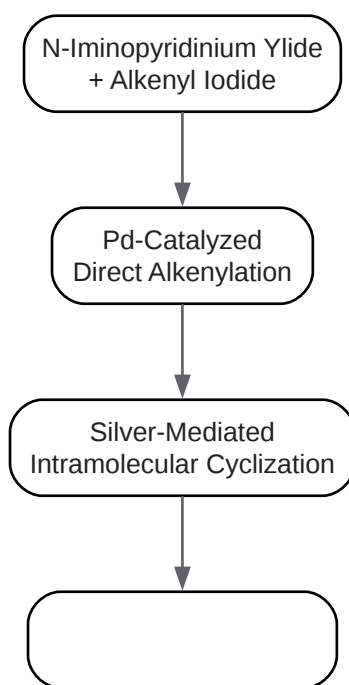 N-Iminopyridinium Ylide
+ Alkenyl Iodide
Pd-Catalyzed
Direct Alkenylation
Silver-Mediated
Intramolecular Cyclization